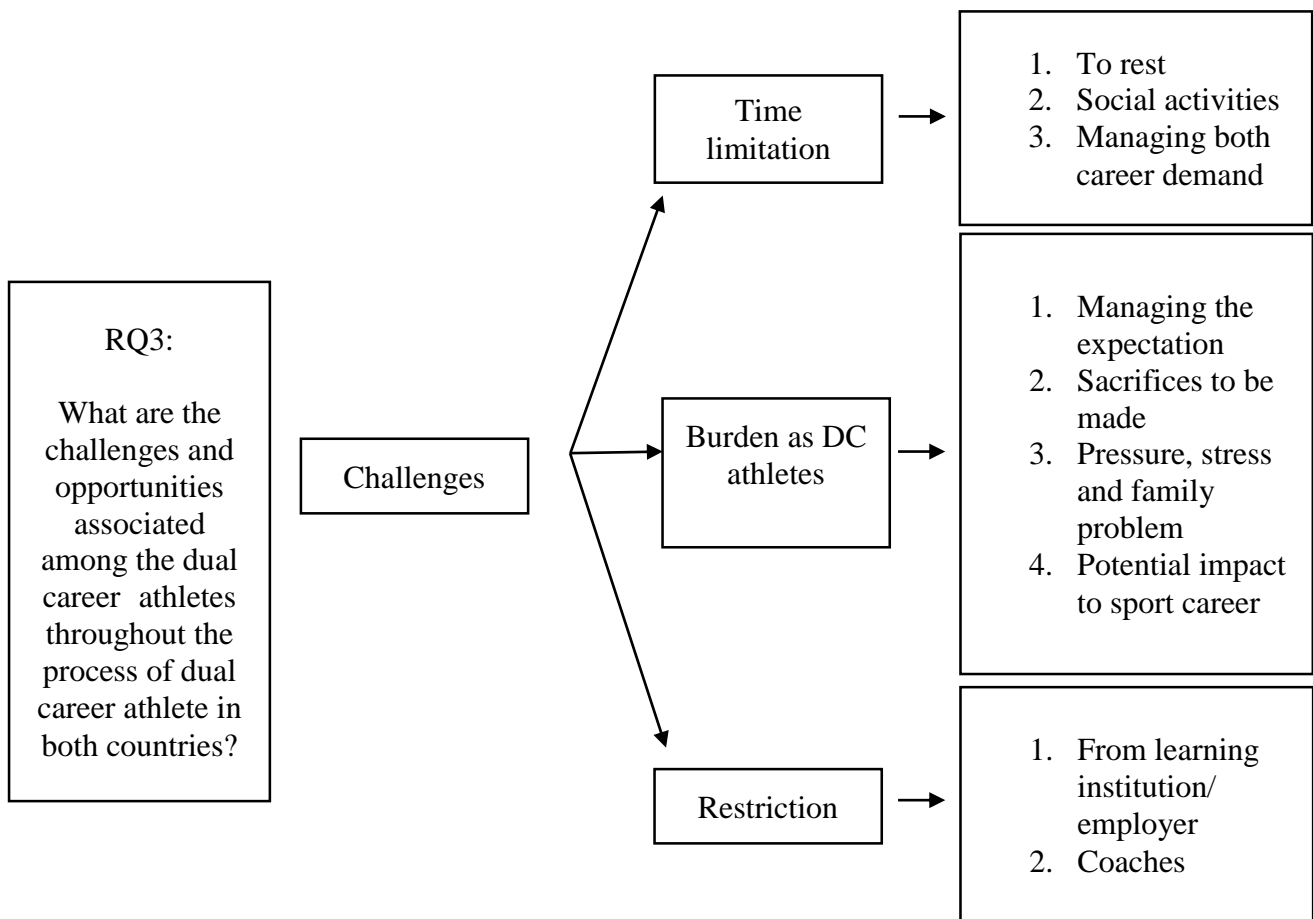 RQ3:
What are the
challenges and
opportunities
associated
among the dual
career athletes
throughout the
process of dual
career athlete in
both countries?
Challenges
Time
limitation
1. To rest
2. Social activities
3. Managing both
career demand
Burden as DC
athletes
1. Managing the
expectation
2. Sacrifices to be
made
3. Pressure, stress
and family
problem
4. Potential impact
to sport career
Restriction
1. From learning
institution/
employer
2. Coaches